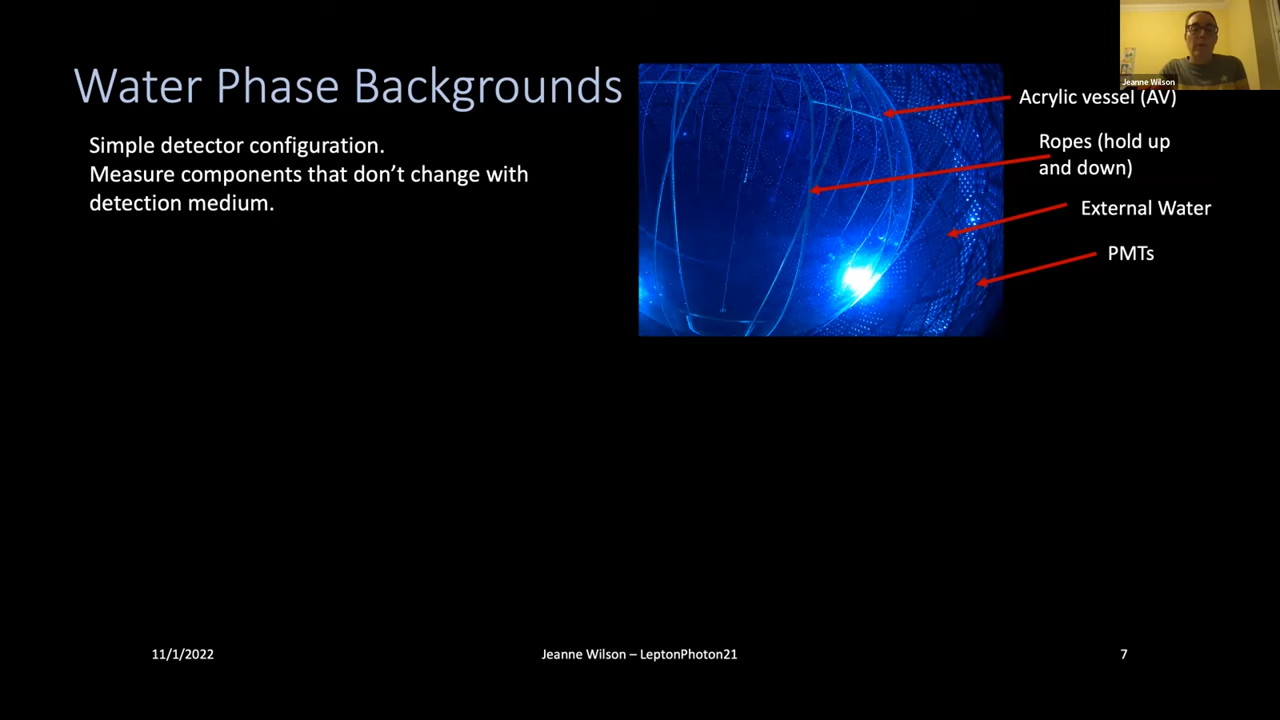 Water Phase Backgrounds
Simple detector configuration.
Measure components that don’t change with
detection medium.
Jeanne Wilson
Acrylic vessel (AV)
Ropes (hold up
and down)
External Water
PMTs
11/1/2022
Jeanne Wilson – LeptonPhoton21
7